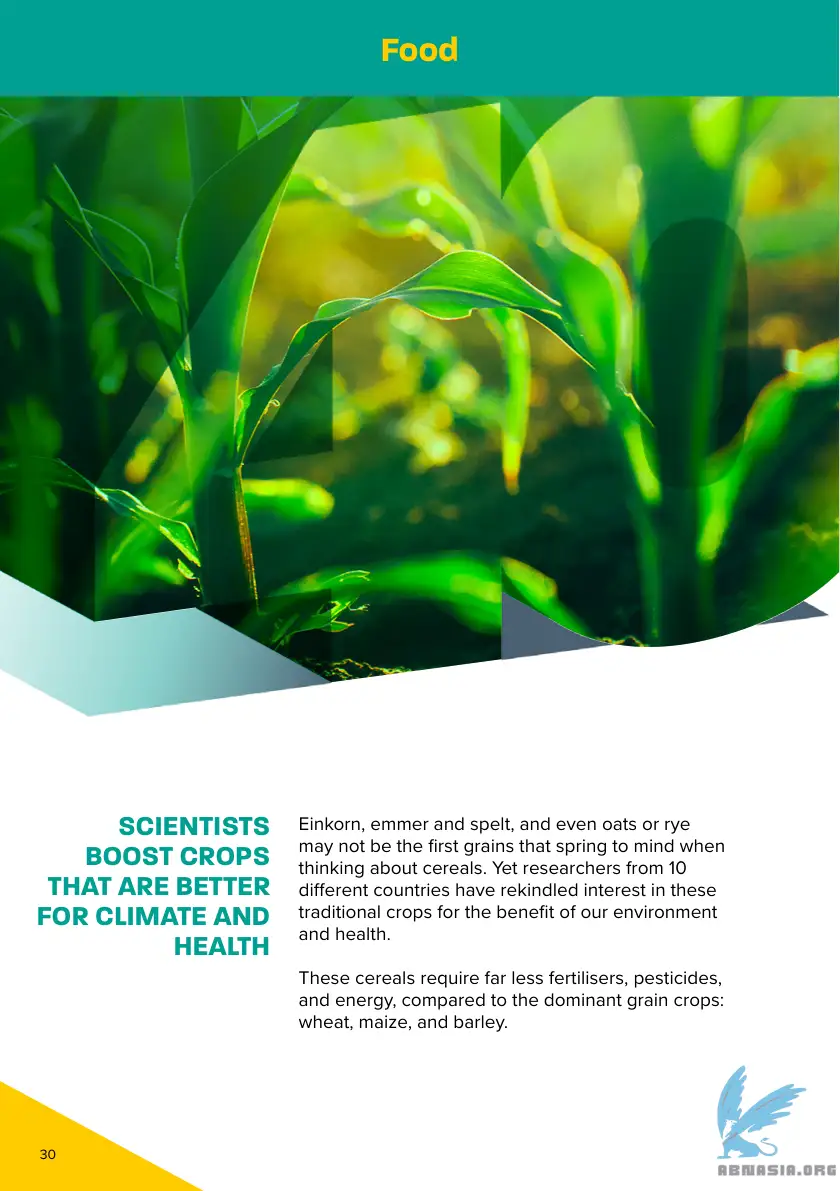 Food
SCIENTISTS
BOOST CROPS
THAT ARE BETTER
FOR CLIMATE AND
HEALTH
Einkorn, emmer and spelt, and even oats or rye
may not be the first grains that spring to mind when
thinking about cereals. Yet researchers from 10
different countries have rekindled interest in these
traditional crops for the benefit of our environment
and health.
These cereals require far less fertilisers, pesticides,
and energy, compared to the dominant grain crops:
wheat, maize, and barley.
30
ABNASIA.ORG